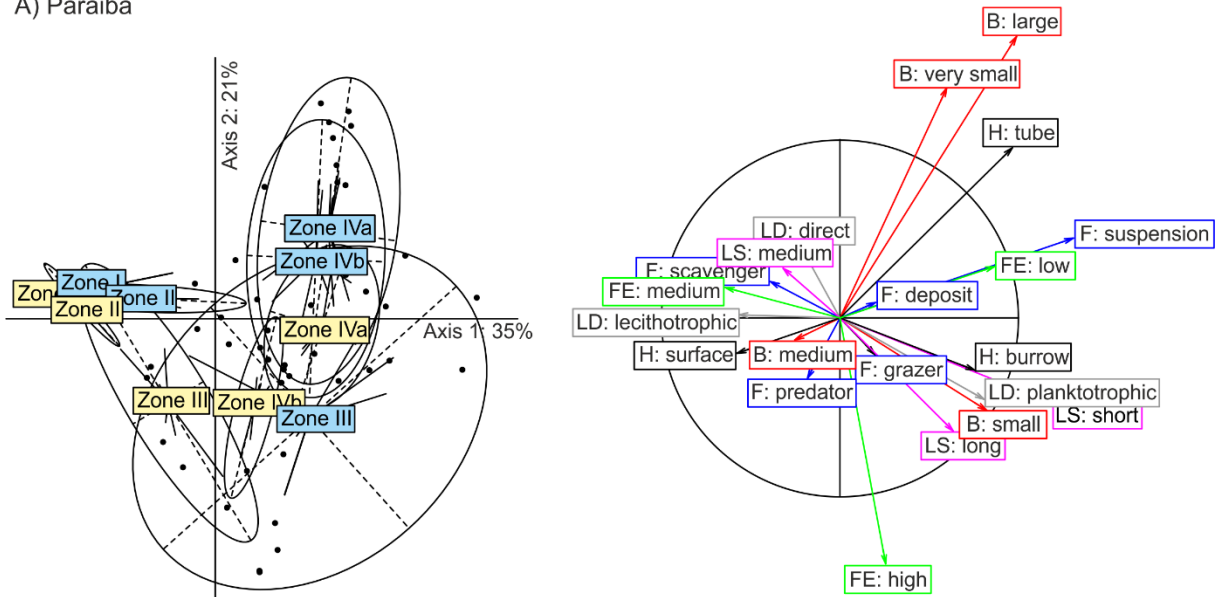 A) Paraíba
Axis 2: 21%
Axis 1: 35%
Zone IVa
Zone IVb
Zone I
Zone II
Zone II
Zone IVa
Zone III
Zone IVb
Zone III
B: large
B: very small
H: tube
LD: direct
LS: medium
F: suspension
F: scavenger
FE: low
FE: medium
F: deposit
LD: lecithotrophic
H: surface
B: medium
H: burrow
F: grazer
F: predator
LD: planktotrophic
LS: short
B: small
LS: long
FE: high